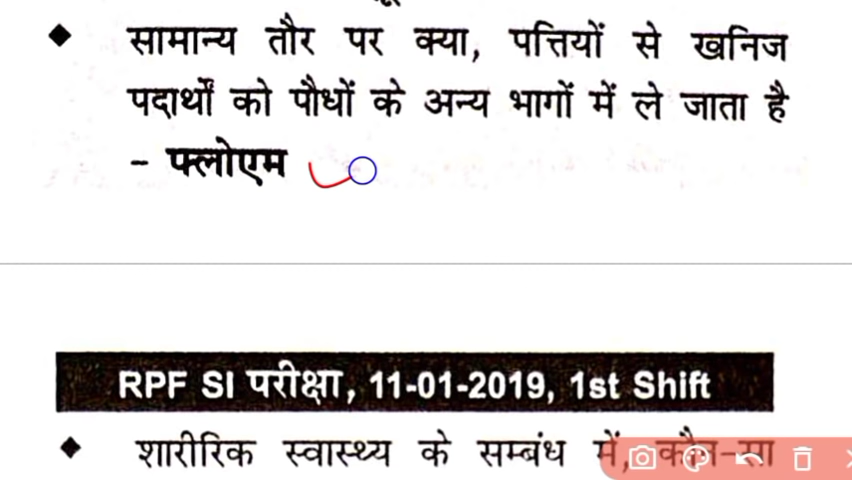 ◆ सामान्य तौर पर क्या, पत्तियों से खनिज
पदार्थों को पौधों के अन्य भागों में ले जाता है
– फ्लोएम
RPF SI परीक्षा, 11-01-2019, 1st Shift
◆ शारीरिक स्वास्थ्य के सम्बंध में, कौन-सा